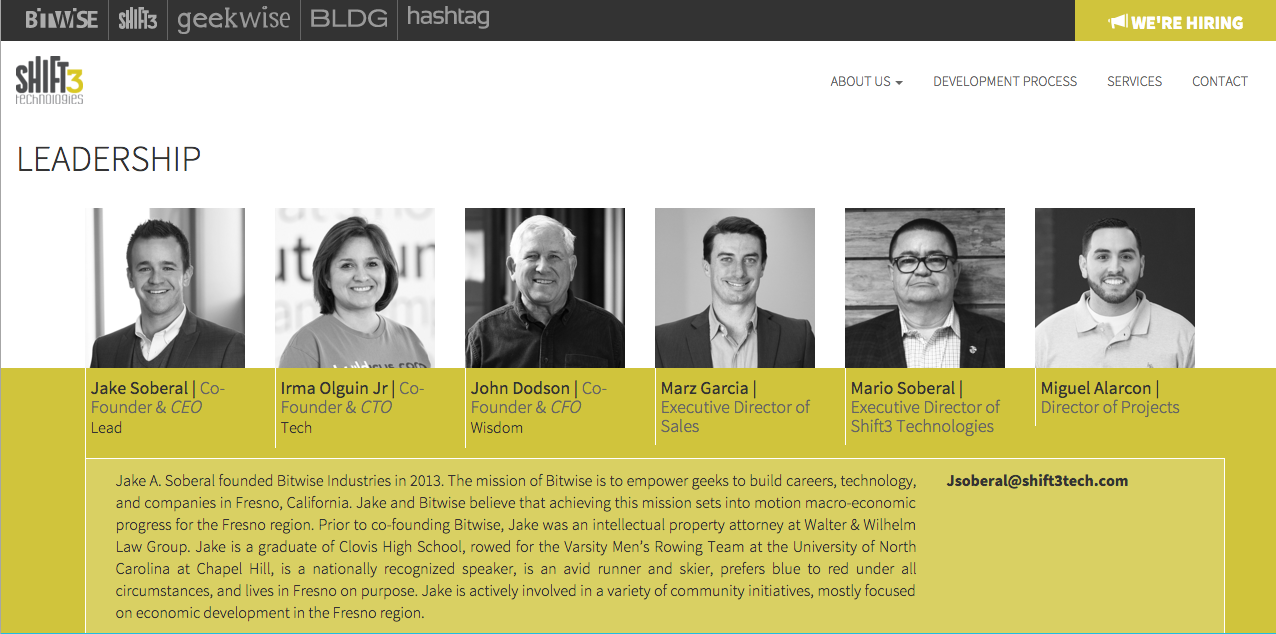 BITWISE SHIFT3 geekwise BLDG hashtag
WE'RE HIRING
SHIFT3
technologies
ABOUT US DEVELOPMENT PROCESS SERVICES CONTACT
LEADERSHIP
Jake Soberal | Co-
Founder & CEO
Lead
Irma Olguin Jr | Co-
Founder & CTO
Tech
John Dodson | Co-
Founder & CFO
Wisdom
Marz Garcia |
Executive Director of
Sales
Mario Soberal |
Executive Director of
Shift3 Technologies
Miguel Alarcon |
Director of Projects
Jake A. Soberal founded Bitwise Industries in 2013. The mission of Bitwise is to empower geeks to build careers, technology,
and companies in Fresno, California. Jake and Bitwise believe that achieving this mission sets into motion macro-economic
progress for the Fresno region. Prior to co-founding Bitwise, Jake was an intellectual property attorney at Walter & Wilhelm
Law Group. Jake is a graduate of Clovis High School, rowed for the Varsity Men's Rowing Team at the University of North
Carolina at Chapel Hill, is a nationally recognized speaker, is an avid runner and skier, prefers blue to red under all
circumstances, and lives in Fresno on purpose. Jake is actively involved in a variety of community initiatives, mostly focused
on economic development in the Fresno region.
Jsoberal@shift3tech.com